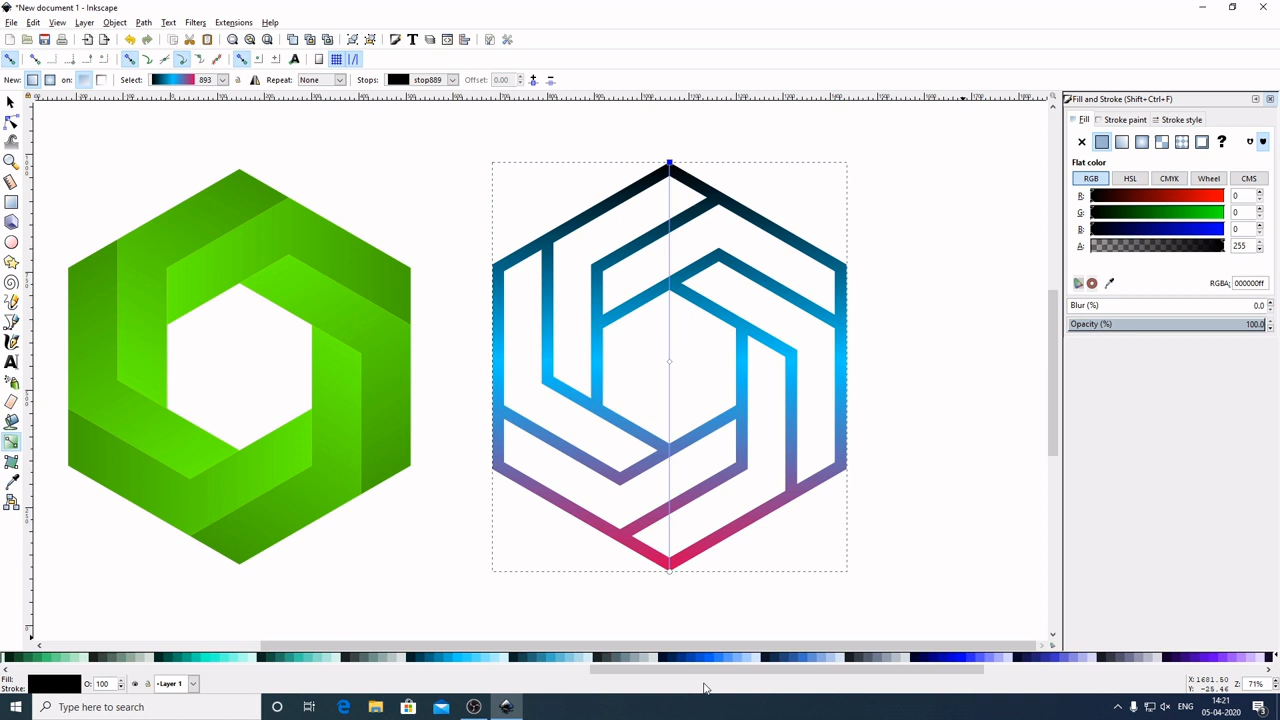 *New document 1 - Inkscape
File Edit View Layer Object Path Text Filters Extensions Help
New: on: Select: 893 Repeat: None Stops: stop889 Offset: 0.00
Fill and Stroke (Shift+Ctrl+F)
Fill Stroke paint Stroke style
Flat color
RGB HSL CMYK Wheel CMS
R: 0
G: 0
B: 0
A: 255
RGBA: 000000ff
Blur (%) 0.0
Opacity (%) 100.0
Fill:
Stroke: O: 100 Layer 1
X: 1681.50
Y: -25.46
Z: 71%
Type here to search
ENG
14:21
05-04-2020
3